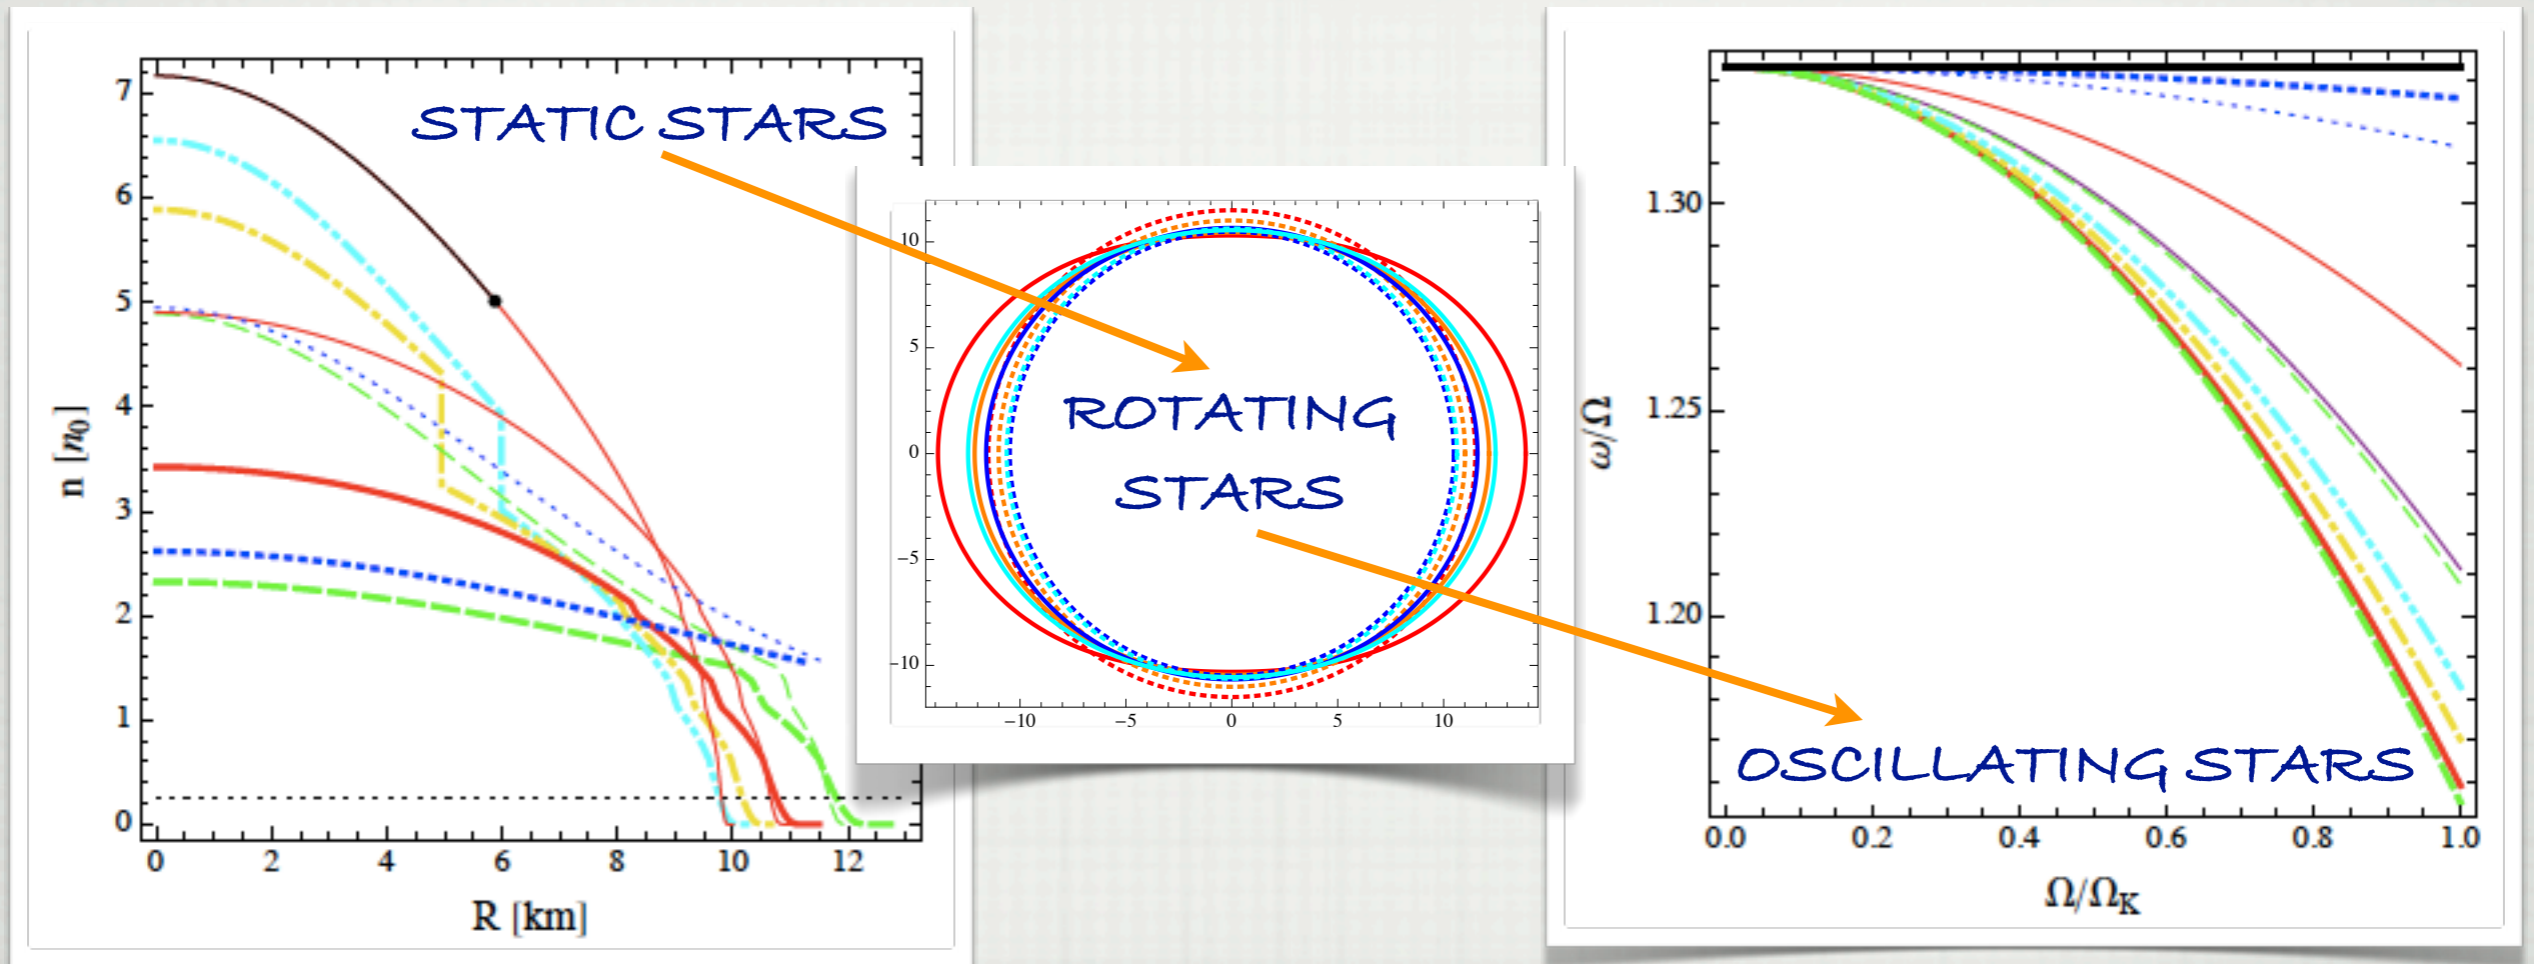 STATIC STARS
7
6
5
4
3
2
1
0
n [n₀]
0 2 4 6 8 10 12
R [km]
10
5
0
−5
−10
−10 −5 0 5 10
ROTATING
STARS
1.30
1.25
1.20
ω/Ω
OSCILLATING STARS
0.0 0.2 0.4 0.6 0.8 1.0
Ω/Ω_K